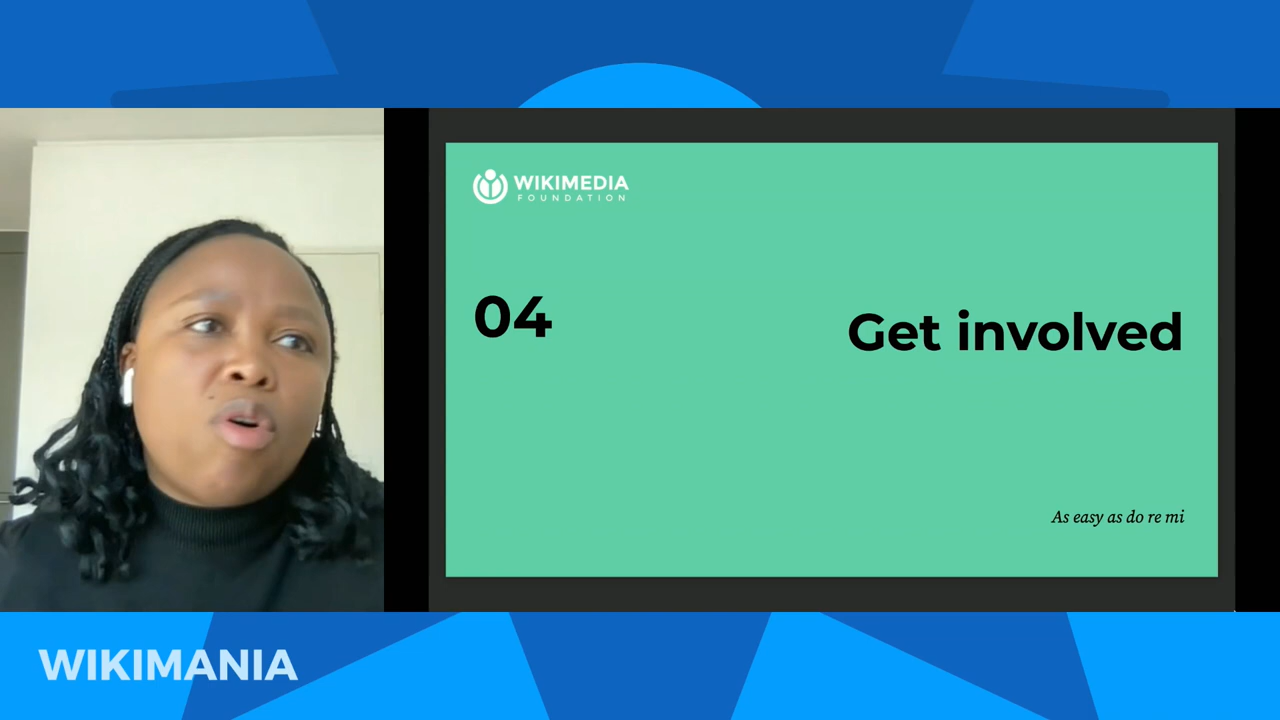 WIKIMEDIA
FOUNDATION
04
Get involved
As easy as do re mi
WIKIMANIA